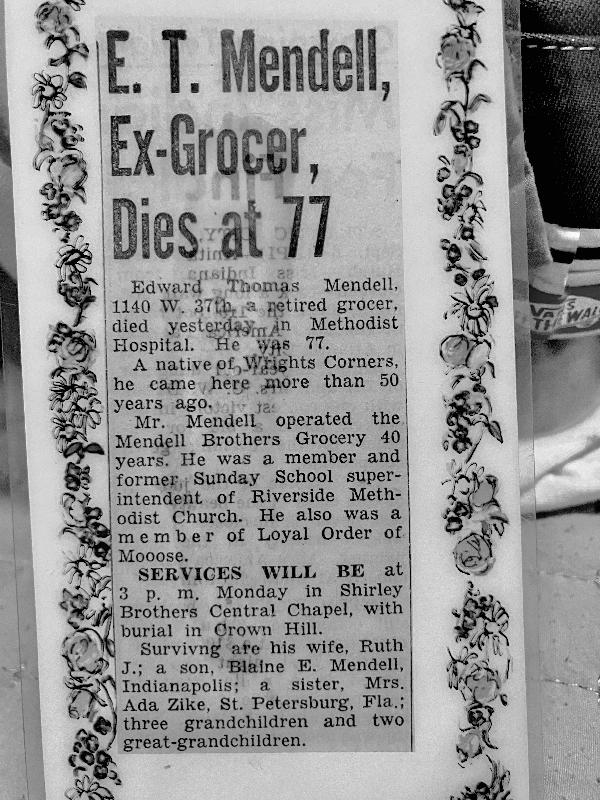 E. T. Mendell,
Ex-Grocer,
Dies at 77
Edward Thomas Mendell,
1140 W. 37th, a retired grocer,
died yesterday in Methodist
Hospital. He was 77.
A native of Wrights Corners,
he came here more than 50
years ago.
Mr. Mendell operated the
Mendell Brothers Grocery 40
years. He was a member and
former Sunday School super-
intendent of Riverside Meth-
odist Church. He also was a
member of Loyal Order of
Mooose.
SERVICES WILL BE at
3 p. m. Monday in Shirley
Brothers Central Chapel, with
burial in Crown Hill.
Survivng are his wife, Ruth
J.; a son, Blaine E. Mendell,
Indianapolis; a sister, Mrs.
Ada Zike, St. Petersburg, Fla.;
three grandchildren and two
great-grandchildren.
VANS
"OFF THE WALL"